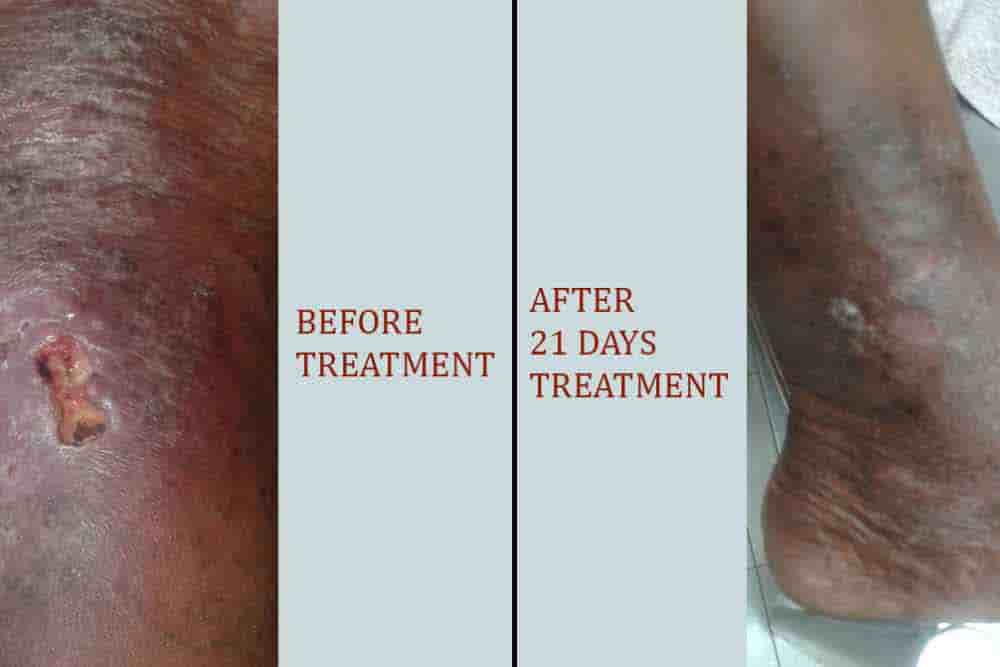 BEFORE
TREATMENT
AFTER
21 DAYS
TREATMENT